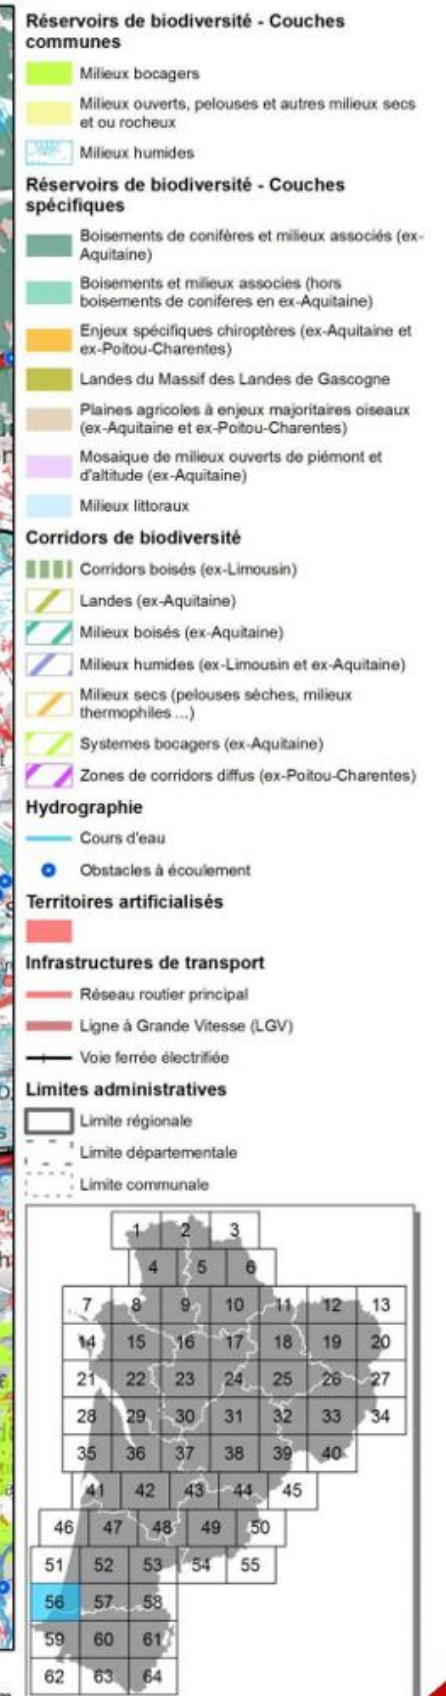 Réservoirs de biodiversité - Couches
communes
Milieux bocagers
Milieux ouverts, pelouses et autres milieux secs
et ou rocheux
Milieux humides
Réservoirs de biodiversité - Couches
spécifiques
Boisements de conifères et milieux associés (ex-
Aquitaine)
Boisements et milieux associes (hors
boisements de coniferes en ex-Aquitaine)
Enjeux spécifiques chiroptères (ex-Aquitaine et
ex-Poitou-Charentes)
Landes du Massif des Landes de Gascogne
Plaines agricoles à enjeux majoritaires oiseaux
(ex-Aquitaine et ex-Poitou-Charentes)
Mosaique de milieux ouverts de piémont et
d'altitude (ex-Aquitaine)
Milieux littoraux
Corridors de biodiversité
Corridors boisés (ex-Limousin)
Landes (ex-Aquitaine)
Milieux boisés (ex-Aquitaine)
Milieux humides (ex-Limousin et ex-Aquitaine)
Milieux secs (pelouses sèches, milieux
thermophiles ...)
Systemes bocagers (ex-Aquitaine)
Zones de corridors diffus (ex-Poitou-Charentes)
Hydrographie
Cours d'eau
Obstacles à écoulement
Territoires artificialisés
Infrastructures de transport
Réseau routier principal
Ligne à Grande Vitesse (LGV)
Voie ferrée électrifiée
Limites administratives
Limite régionale
Limite départementale
Limite communale
1 2 3
4 5 6
7 8 9 10 11 12 13
14 15 16 17 18 19 20
21 22 23 24 25 26 27
28 29 30 31 32 33 34
35 36 37 38 39 40
41 42 43 44 45
46 47 48 49 50
51 52 53 54 55
56 57 58
59 60 61
62 63 64